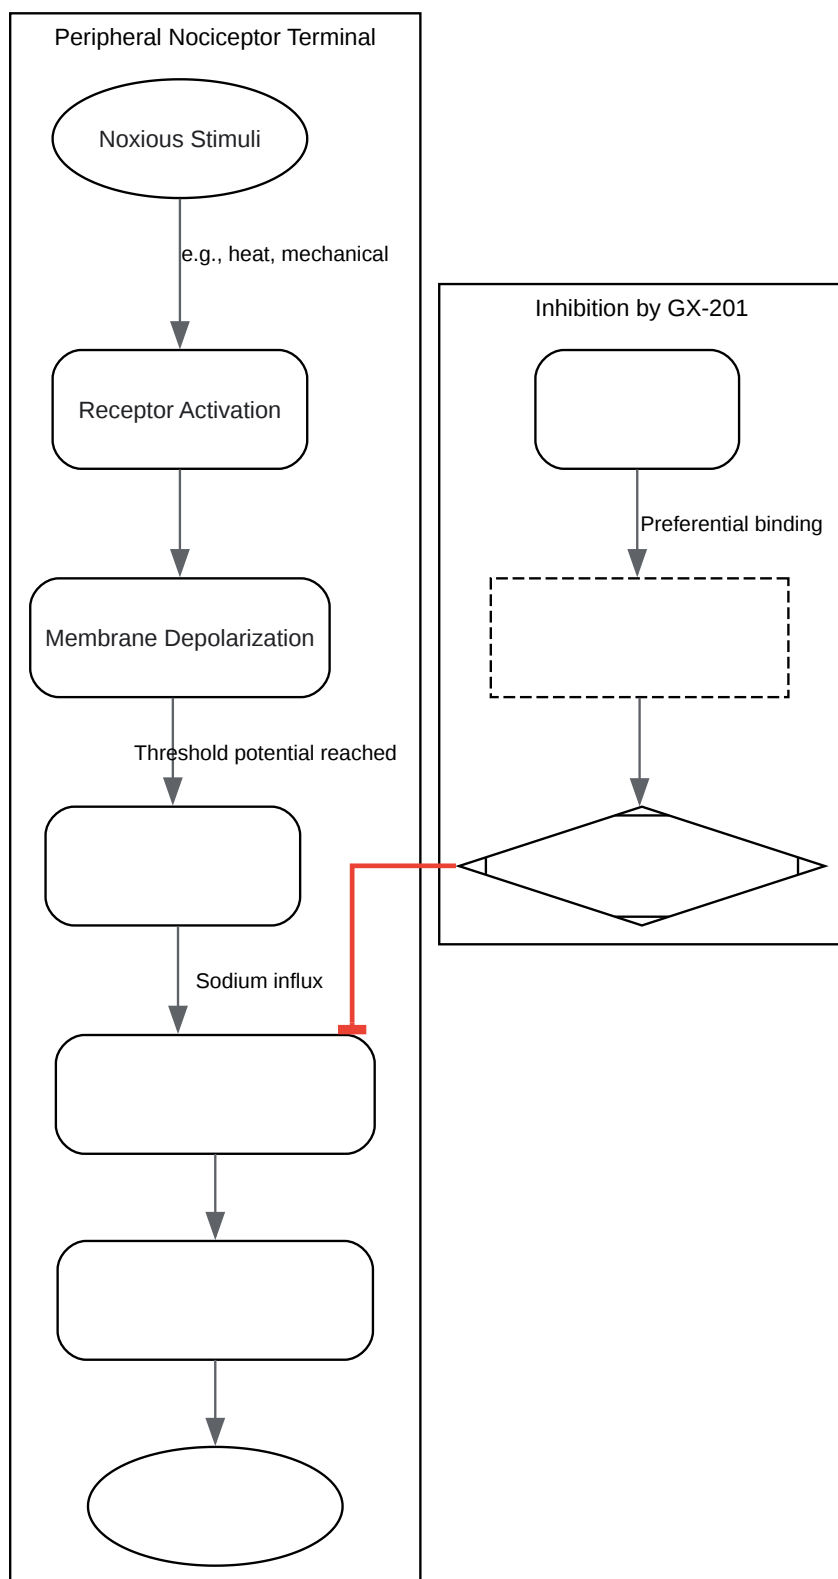 Peripheral Nociceptor Terminal
Noxious Stimuli
e.g., heat, mechanical
Receptor Activation
Membrane Depolarization
Threshold potential reached
Sodium influx
Inhibition by GX-201
Preferential binding